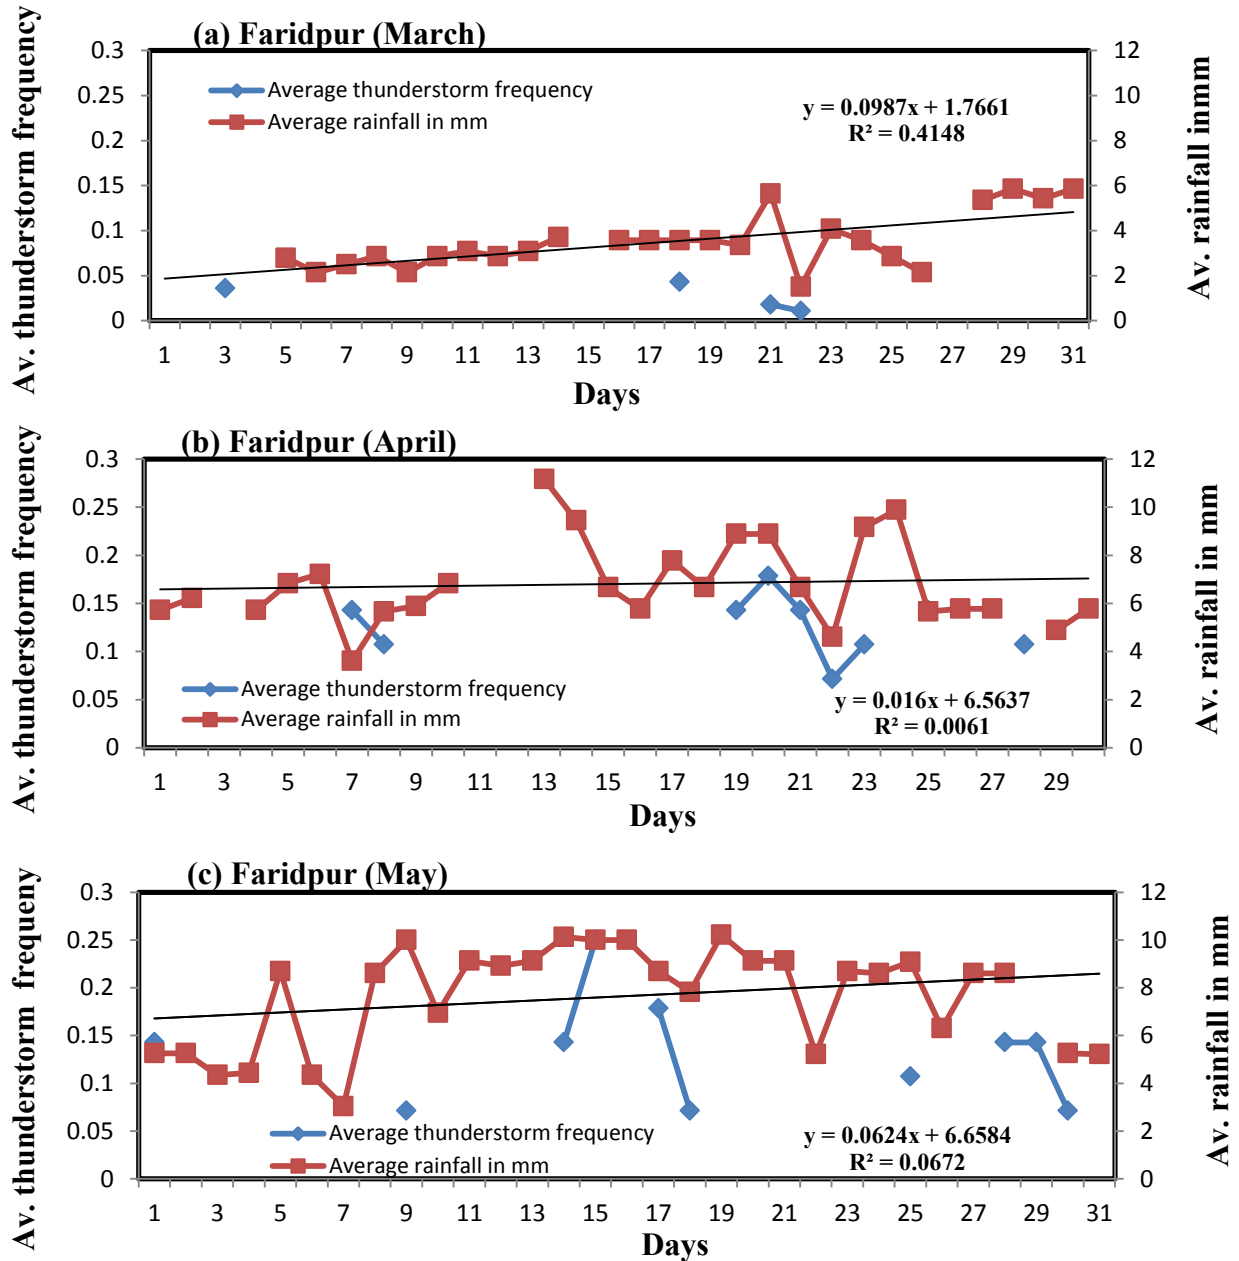 (a) Faridpur (March)
Av. thunderstorm frequency
0.3
0.25
0.2
0.15
0.1
0.05
0
Average thunderstorm frequency
Average rainfall in mm
y = 0.0987x + 1.7661
R² = 0.4148
12
10
8
6
4
2
0
Av. rainfall inmm
1 3 5 7 9 11 13 15 17 19 21 23 25 27 29 31
Days
(b) Faridpur (April)
Av. thunderstorm frequency
0.3
0.25
0.2
0.15
0.1
0.05
0
Average thunderstorm frequency
Average rainfall in mm
y = 0.016x + 6.5637
R² = 0.0061
12
10
8
6
4
2
0
Av. rainfall in mm
1 3 5 7 9 11 13 15 17 19 21 23 25 27 29
Days
(c) Faridpur (May)
Av. thunderstorm frequeny
0.3
0.25
0.2
0.15
0.1
0.05
0
Average thunderstorm frequency
Average rainfall in mm
y = 0.0624x + 6.6584
R² = 0.0672
12
10
8
6
4
2
0
Av. rainfall in mm
1 3 5 7 9 11 13 15 17 19 21 23 25 27 29 31
Days